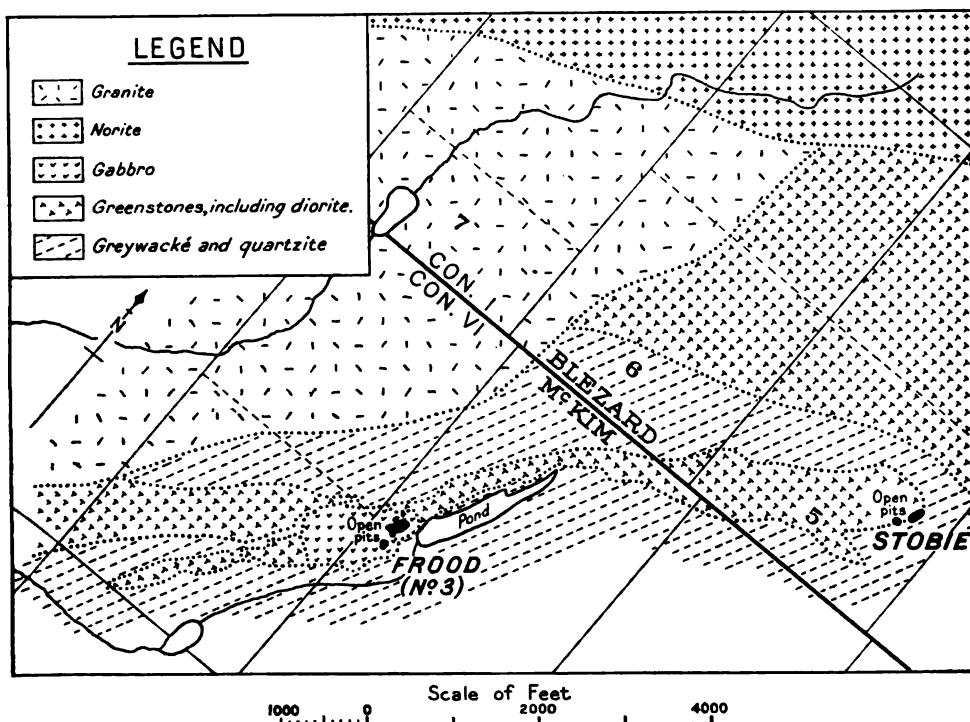 LEGEND
Granite
Norite
Gabbro
Greenstones, including diorite.
Greywacké and quartzite
N
7
CON.
CON. VI
6
BLEZARD
McKIM
5
Open
pits
STOBIE
Open
pits
Pond
FROOD
(No 3)
Scale of Feet
1000 0 2000 4000